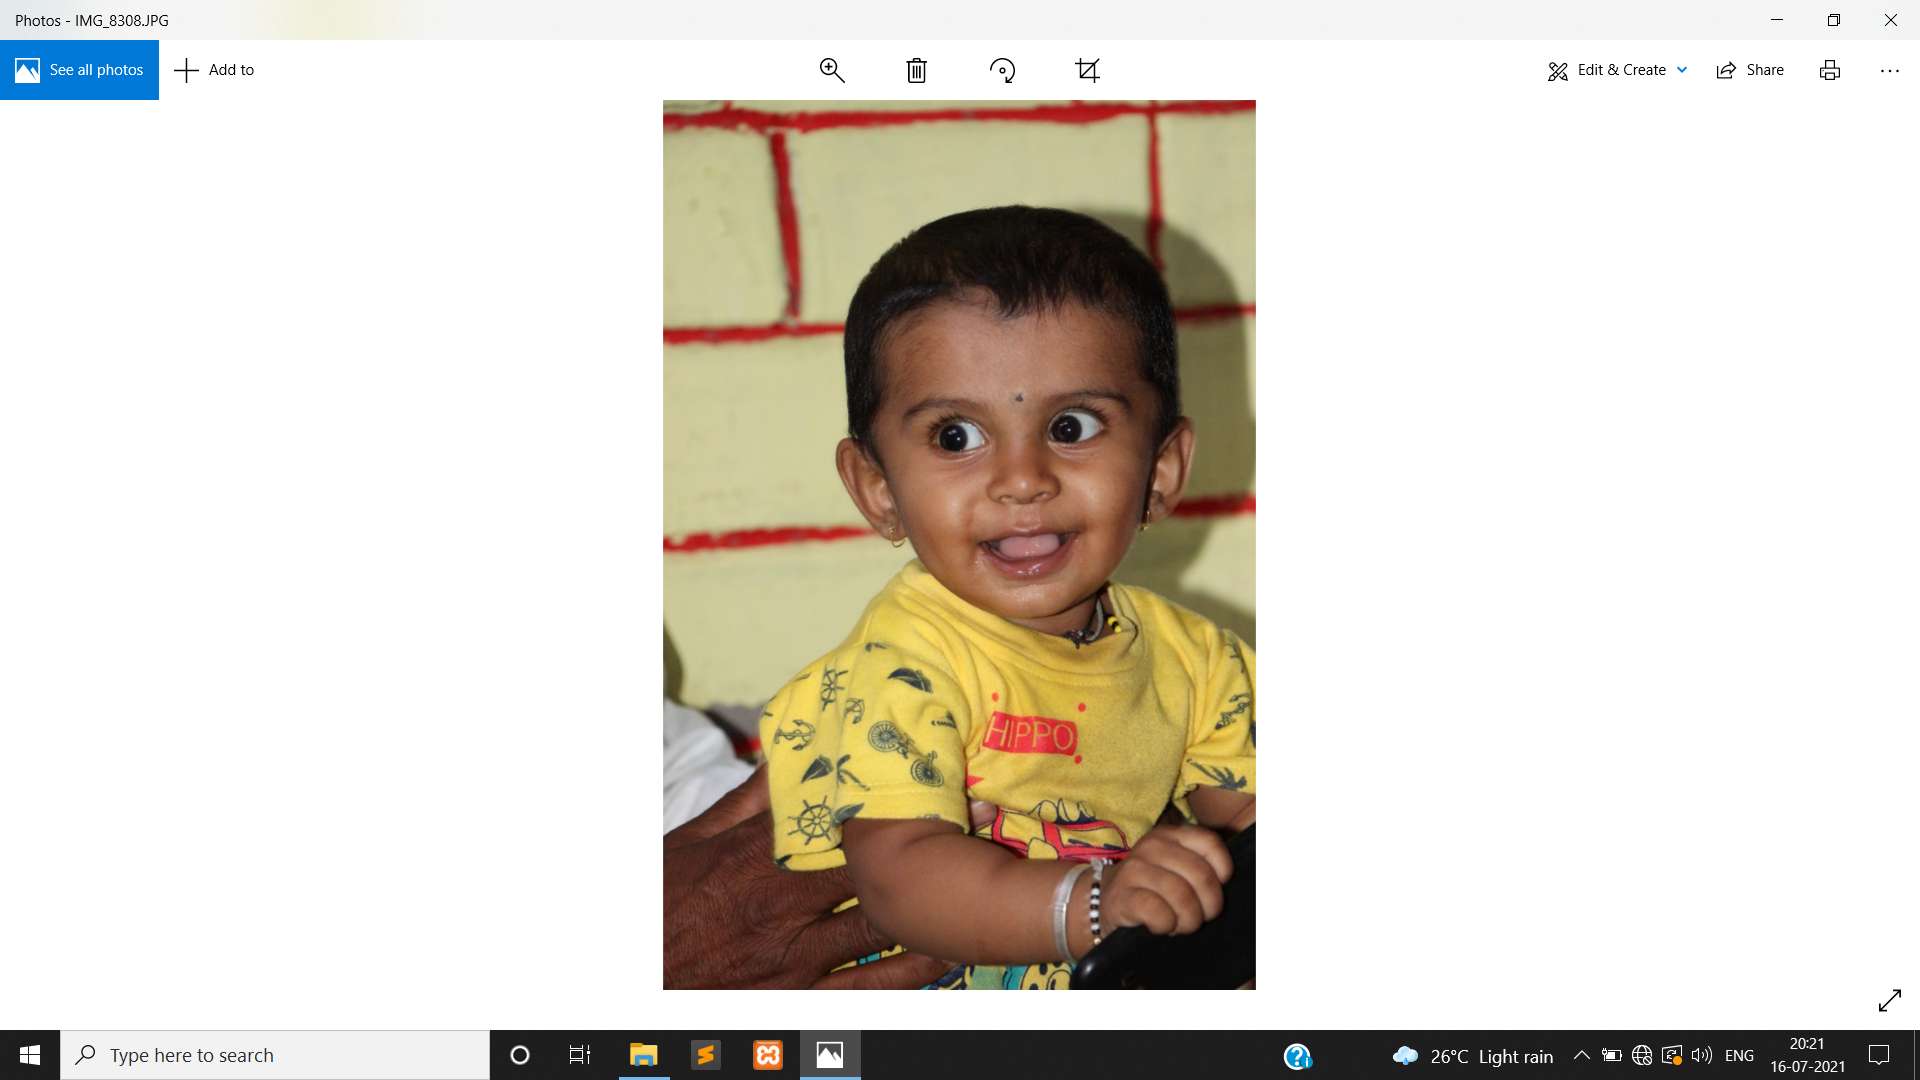 Photos - IMG_8308.JPG
See all photos
Add to
Edit & Create
Share
HIPPO
Type here to search
26°C Light rain
ENG
20:21
16-07-2021